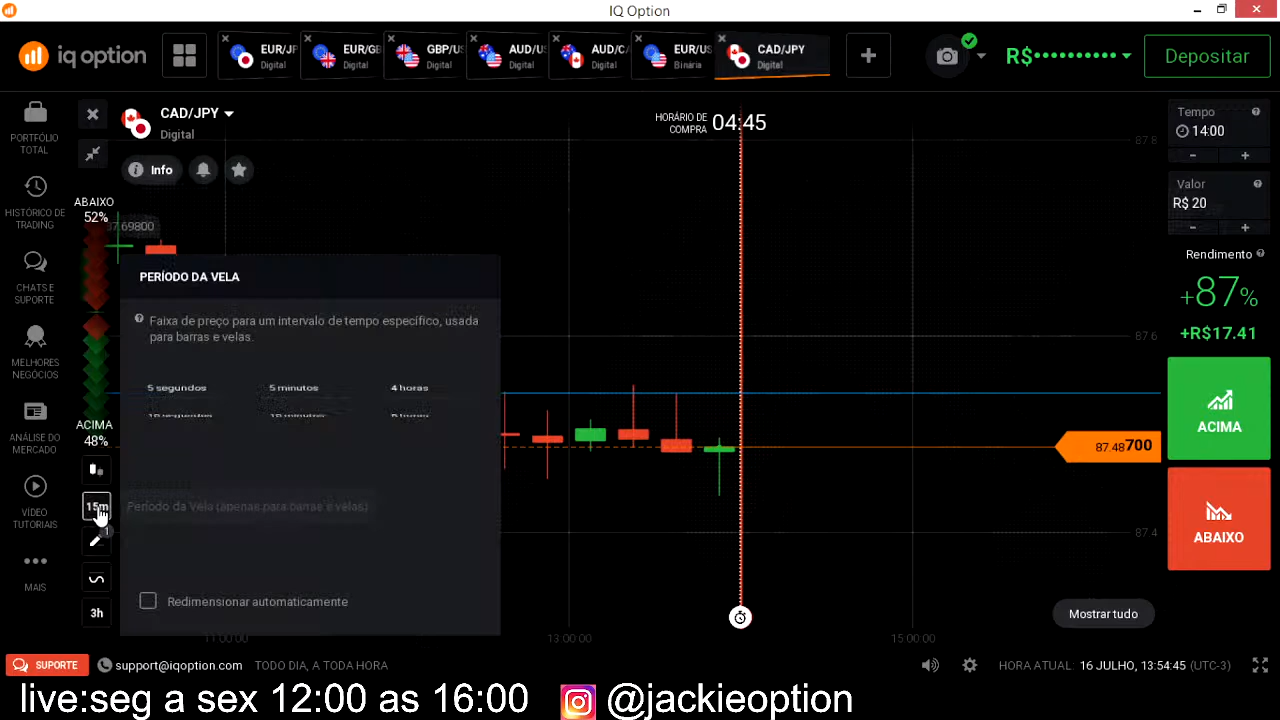 IQ Option
iq option
EUR/JP
Digital
EUR/GB
Digital
GBP/US
Digital
AUD/US
Digital
AUD/CA
Digital
EUR/US
Binária
CAD/JPY
Digital
R$••••••••••
Depositar
PORTFÓLIO
TOTAL
HISTÓRICO DE
TRADING
CHATS E
SUPORTE
MELHORES
NEGÓCIOS
ANÁLISE DO
MERCADO
VÍDEO
TUTORIAIS
MAIS
CAD/JPY
Digital
Info
ABAIXO
52%
ACIMA
48%
15m
1
3h
PERÍODO DA VELA
Faixa de preço para um intervalo de tempo específico, usada
para barras e velas.
5 segundos
5 minutos
4 horas
Período da Vela (apenas para barras e velas)
Redimensionar automaticamente
HORÁRIO DE
COMPRA
04:45
87.8
87.6
87.48700
87.4
11:00:00
13:00:00
15:00:00
Mostrar tudo
Tempo
14:00
- +
Valor
R$ 20
- +
Rendimento
+87%
+R$17.41
ACIMA
ABAIXO
SUPORTE
support@iqoption.com
TODO DIA, A TODA HORA
HORA ATUAL: 16 JULHO, 13:54:45 (UTC-3)
live:seg a sex 12:00 as 16:00 @jackieoption